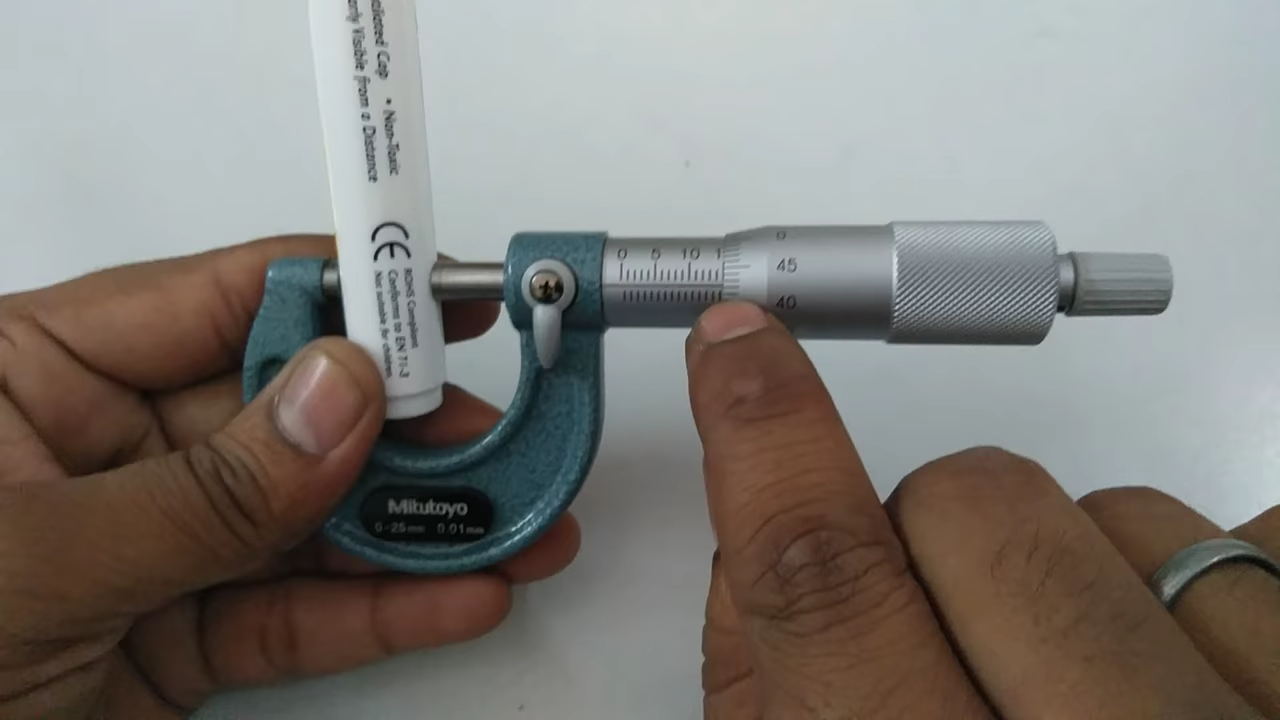 Non-Toxic
Visible from a Distance
CE
ROHS Compliant
Conforms to EN 71-3
Not suitable for children
0 5 10 1
0
45
40
Mitutoyo
0-25mm 0.01mm